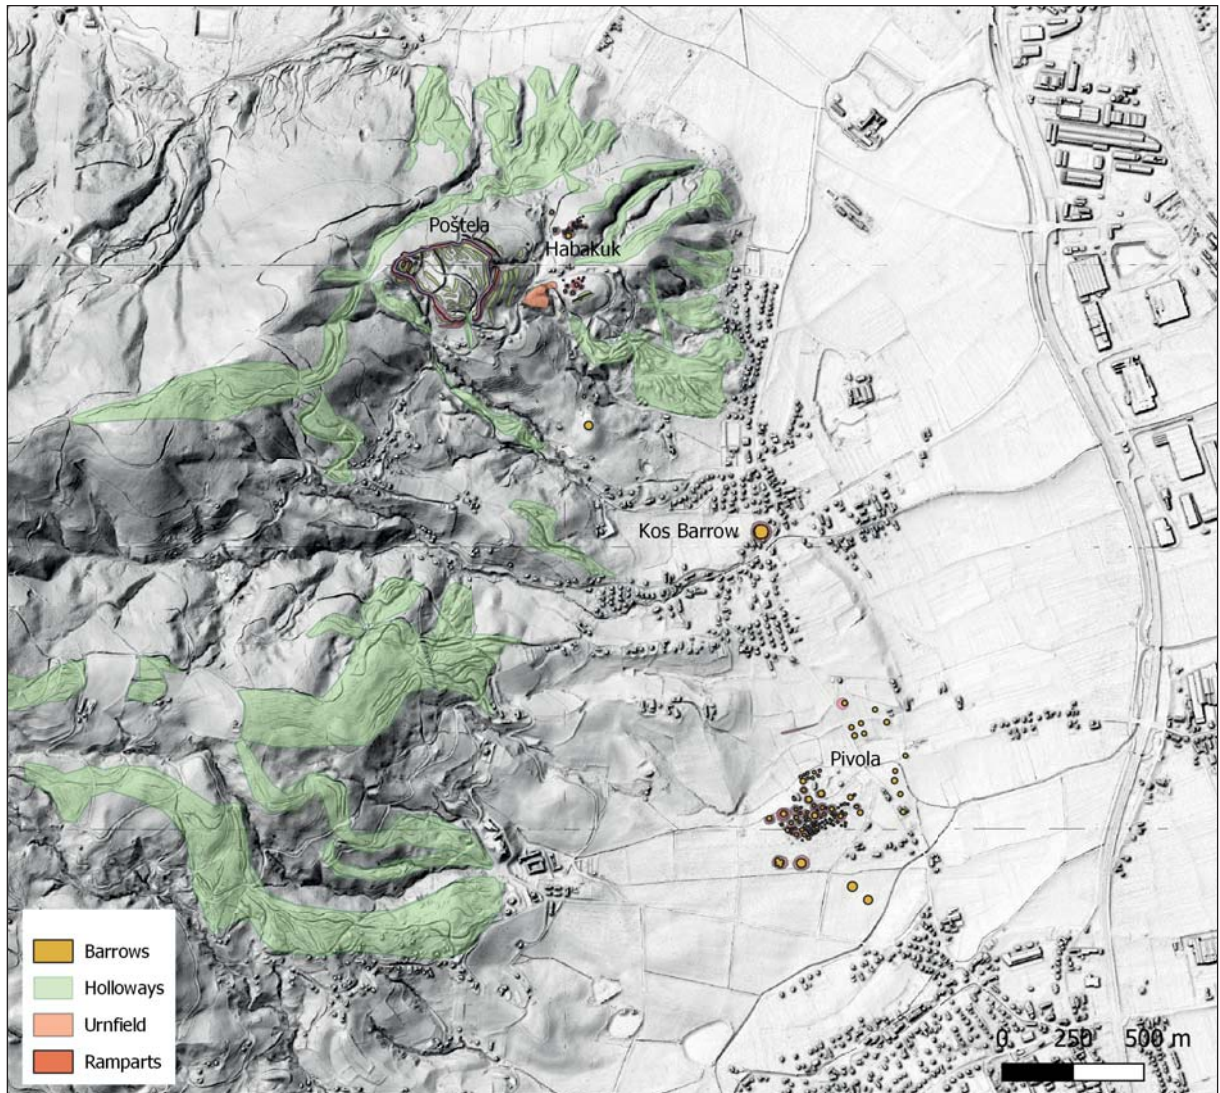 Poštela
Habakuk
Kos Barrow
Pivola
Barrows
Holloways
Urnfield
Ramparts
0 250 500 m